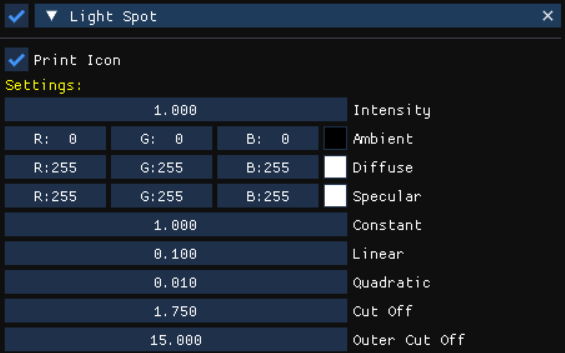 Light Spot
Print Icon
Settings:
1.000 Intensity
R: 0 G: 0 B: 0 Ambient
R:255 G:255 B:255 Diffuse
R:255 G:255 B:255 Specular
1.000 Constant
0.100 Linear
0.010 Quadratic
1.750 Cut Off
15.000 Outer Cut Off